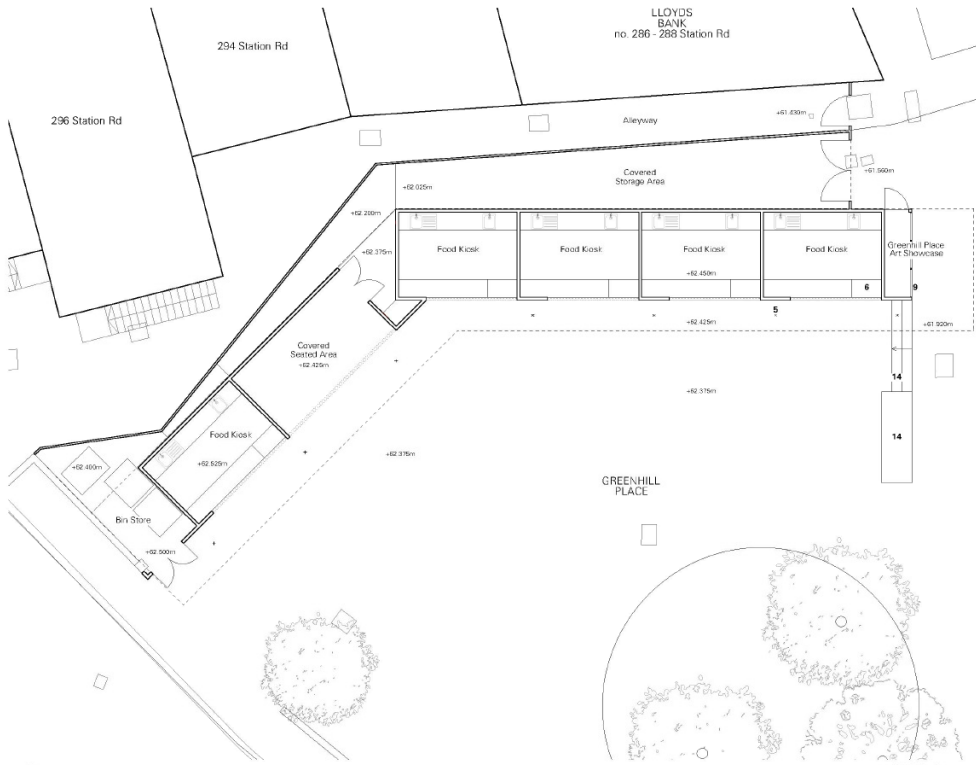 LLOYDS
BANK
no. 286 - 288 Station Rd
294 Station Rd
296 Station Rd
Alleyway
+61.430m
Covered
Storage Area
+61.560m
+62.025m
+62.200m
+62.375m
Food Kiosk
Food Kiosk
Food Kiosk
Food Kiosk
Greenhill Place
Art Showcase
+62.450m
6
9
5
+62.425m
+61.920m
Covered
Seated Area
+62.425m
14
+62.375m
14
Food Kiosk
+62.525m
+62.375m
+62.400m
GREENHILL
PLACE
Bin Store
+62.500m